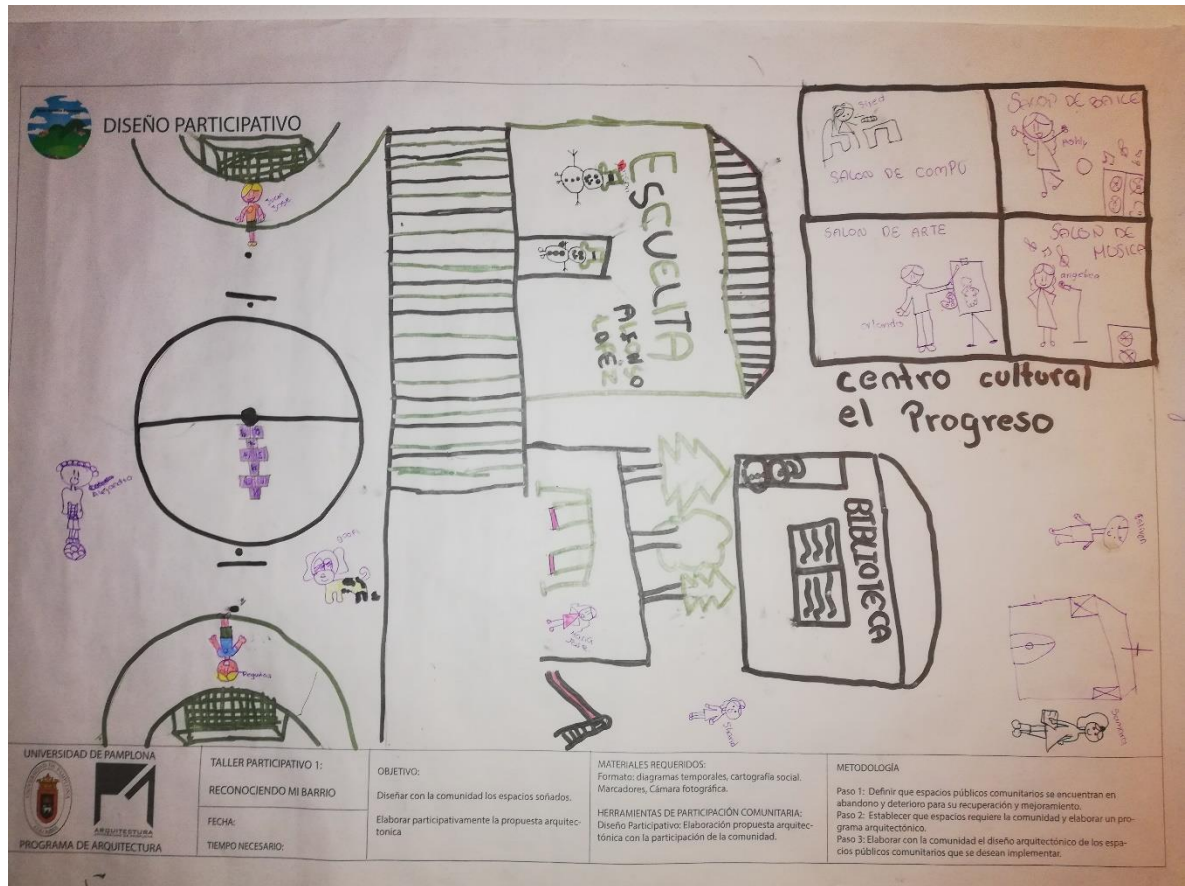 DISEÑO PARTICIPATIVO
Juan
Jose
ESCUELITA
ALFONSO
LOPEZ
Shed
SALON DE COMPU
SALON DE BAILE
SALON DE ARTE
orlandis
SALON DE
MUSICA
angelina
centro cultural
el Progreso
Alejandro
BIBLIOTECA
UNIVERSIDAD DE PAMPLONA
ARQUITECTURA
PROGRAMA DE ARQUITECTURA
TALLER PARTICIPATIVO 1:
RECONOCIENDO MI BARRIO
FECHA:
TIEMPO NECESARIO:
OBJETIVO:
Diseñar con la comunidad los espacios soñados.
Elaborar participativamente la propuesta arquitec-
tonica
MATERIALES REQUERIDOS:
Formato: diagramas temporales, cartografía social.
Marcadores, Cámara fotográfica.
HERRAMIENTAS DE PARTICIPACIÓN COMUNITARIA:
Diseño Participativo: Elaboración propuesta arquitec-
tónica con la participación de la comunidad.
METODOLOGÍA
Paso 1: Definir que espacios públicos comunitarios se encuentran en
abandono y deterioro para su recuperación y mejoramiento.
Paso 2: Establecer que espacios requiere la comunidad y elaborar un pro-
grama arquitectónico.
Paso 3: Elaborar con la comunidad el diseño arquitectónico de los espa-
cios públicos comunitarios que se desean implementar.